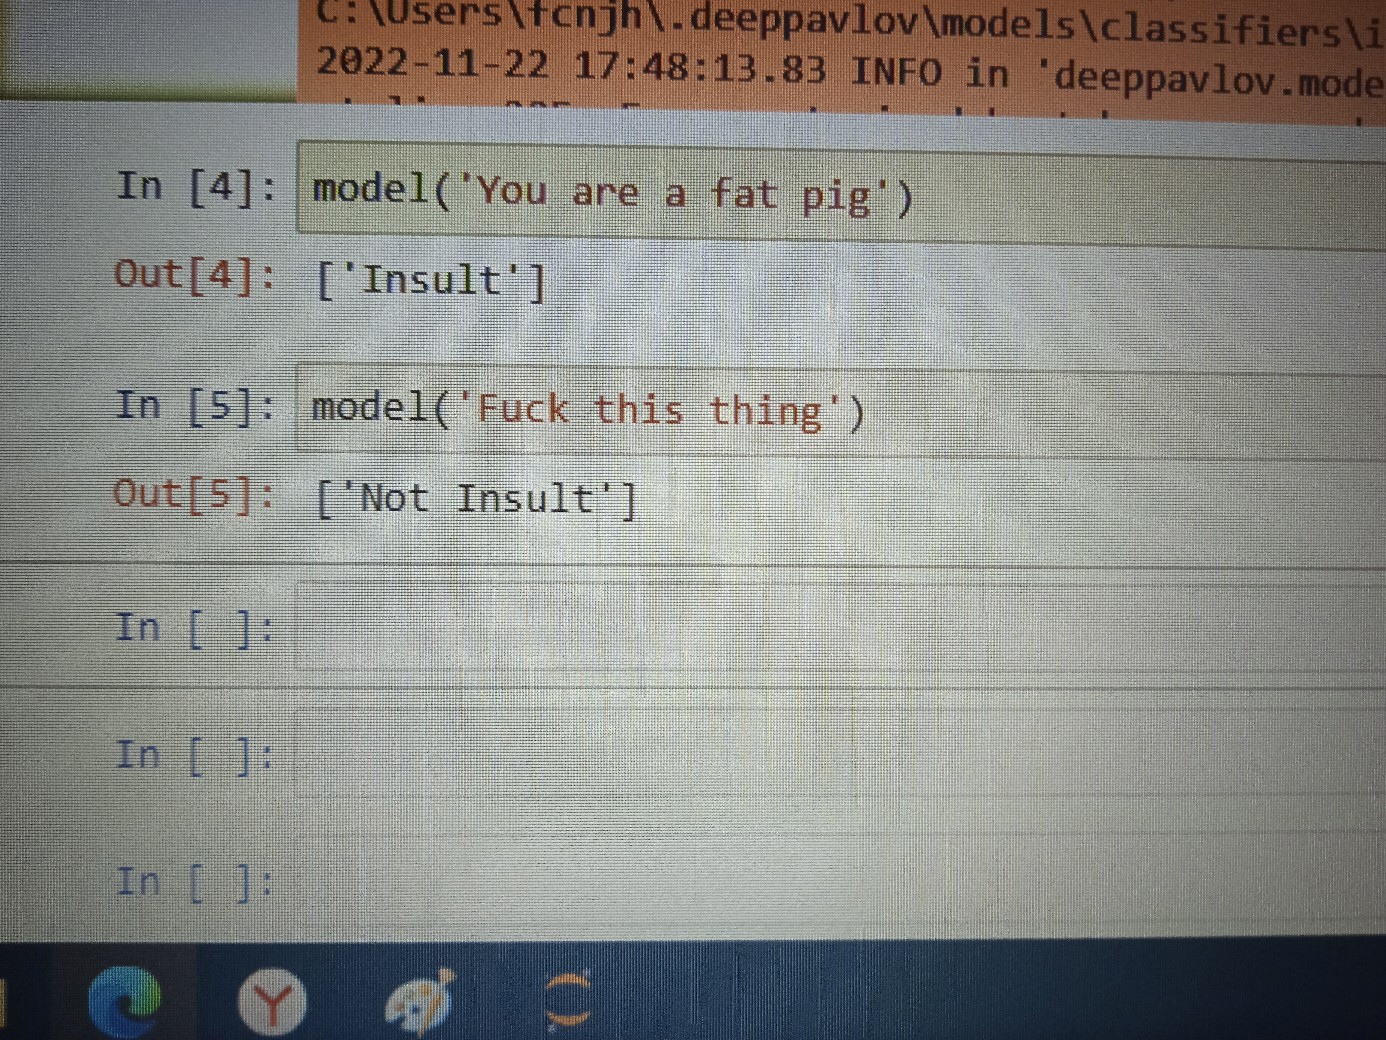 C:\Users\fcnjh\.deeppavlov\models\classifiers\i
2022-11-22 17:48:13.83 INFO in 'deeppavlov.mode
In [4]: model('You are a fat pig')
Out[4]: ['Insult']
In [5]: model('Fuck this thing')
Out[5]: ['Not Insult']
In [ ]:
In [ ]:
In [ ]: